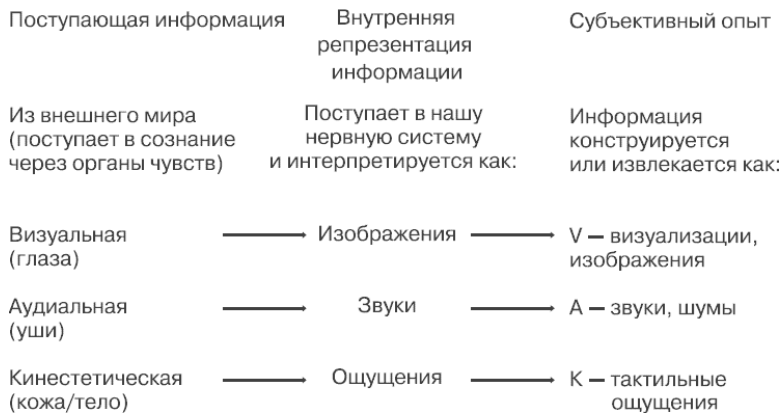 Поступающая информация
Внутренняя
репрезентация
информации
Субъективный опыт
Из внешнего мира
(поступает в сознание
через органы чувств)
Поступает в нашу
нервную систему
и интерпретируется как:
Информация
конструируется
или извлекается как:
Визуальная
(глаза)
Изображения
V — визуализации,
изображения
Аудиальная
(уши)
Звуки
A — звуки, шумы
Кинестетическая
(кожа/тело)
Ощущения
K — тактильные
ощущения